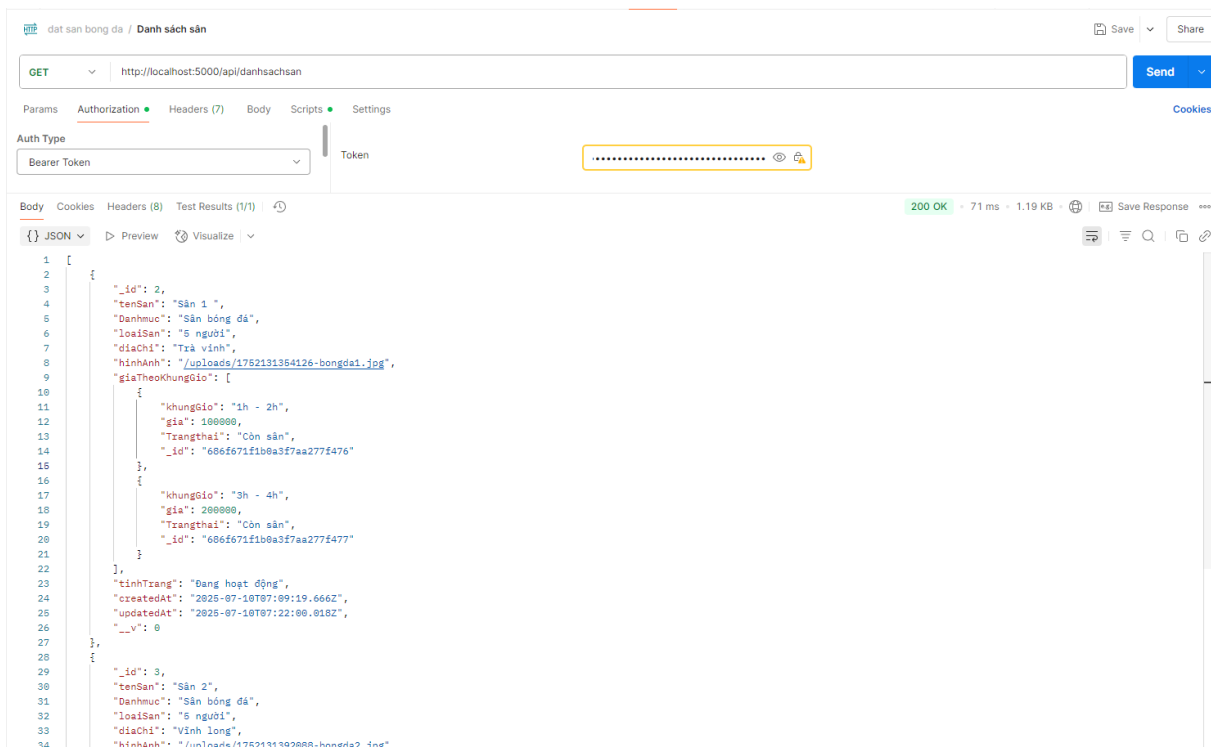 HTTP dat san bong da / Danh sách sân Save Share
GET http://localhost:5000/api/danhsachsan Send
Params Authorization Headers (7) Body Scripts Settings Cookies
Auth Type
Bearer Token
Token
Body Cookies Headers (8) Test Results (1/1) 200 OK 71 ms 1.19 KB e.g. Save Response
{} JSON Preview Visualize
1 [
2 {
3 "_id": 2,
4 "tenSan": "Sân 1 ",
5 "Danhmuc": "Sân bóng đá",
6 "loaiSan": "5 người",
7 "diaChi": "Trà vinh",
8 "hinhAnh": "/uploads/1752131354126-bongda1.jpg",
9 "giaTheoKhungGio": [
10 {
11 "khungGio": "1h - 2h",
12 "gia": 100000,
13 "Trangthai": "Còn sân",
14 "_id": "686f671f1b0a3f7aa277f476"
15 },
16 {
17 "khungGio": "3h - 4h",
18 "gia": 200000,
19 "Trangthai": "Còn sân",
20 "_id": "686f671f1b0a3f7aa277f477"
21 }
22 ],
23 "tinhTrang": "Đang hoạt động",
24 "createdAt": "2025-07-10T07:09:19.666Z",
25 "updatedAt": "2025-07-10T07:22:00.018Z",
26 "__v": 0
27 },
28 {
29 "_id": 3,
30 "tenSan": "Sân 2",
31 "Danhmuc": "Sân bóng đá",
32 "loaiSan": "5 người",
33 "diaChi": "Vĩnh long",
34 "hinhAnh": "/uploads/1752131392088-bongda2.jpg"